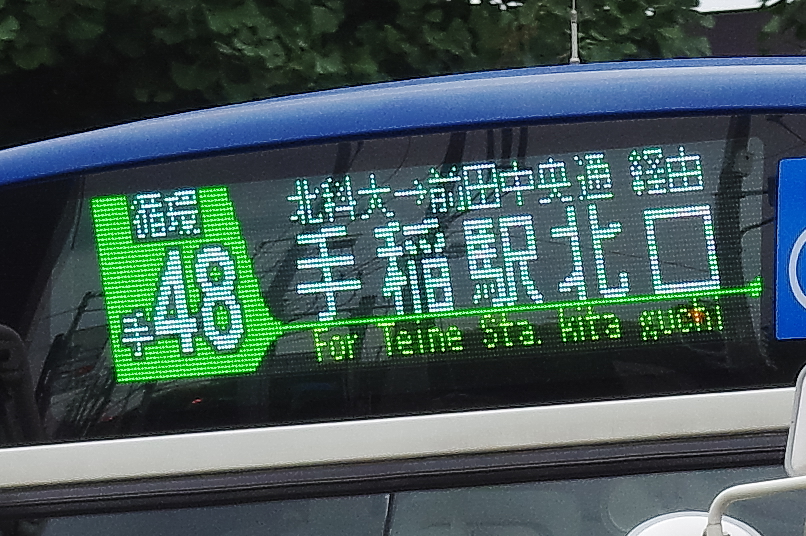 循環
手48
北科大→前田中央通 経由
手稲駅北口
For Teine Sta. kita guchi